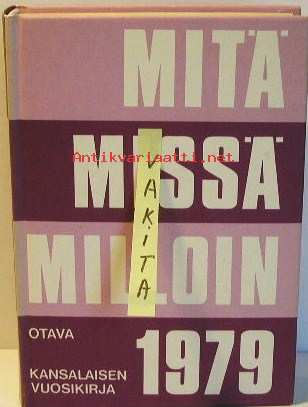 MITÄ
MISSÄ
MILLOIN
1979
OTAVA
KANSALAISEN
VUOSIKIRJA
VAKITA
Antikvariaatti.net